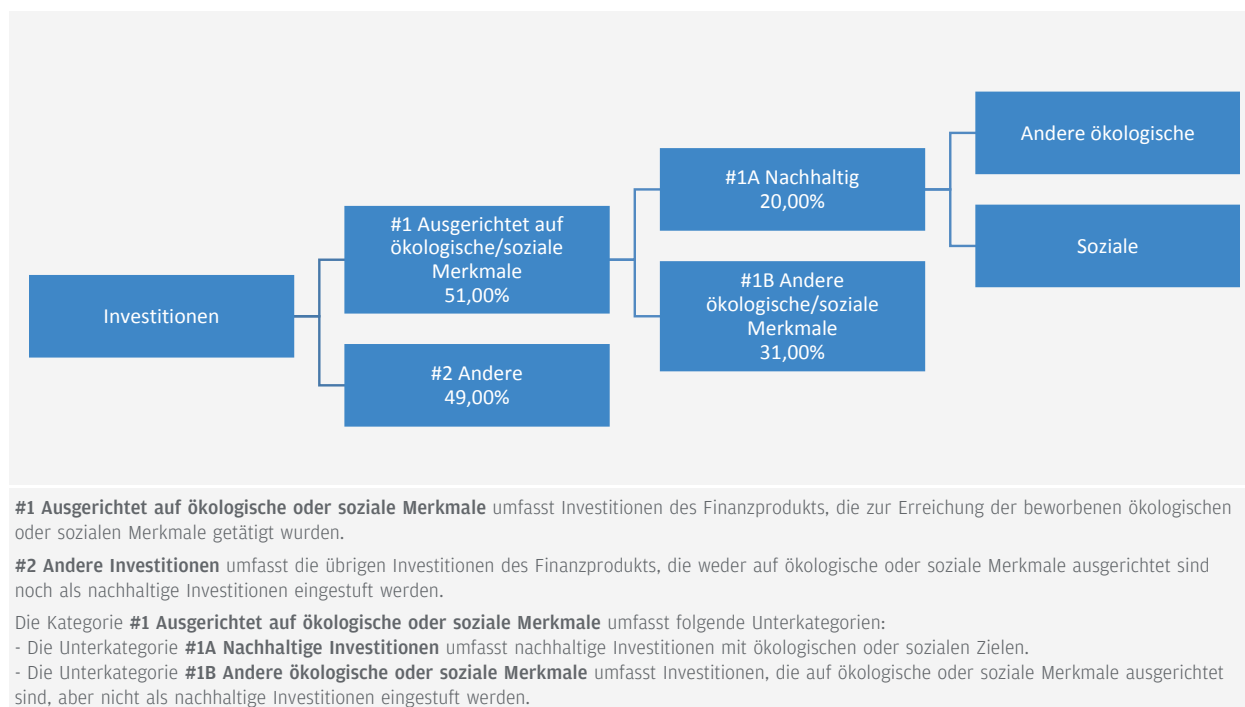 Investitionen
#1 Ausgerichtet auf
ökologische/soziale
Merkmale
51,00%
#2 Andere
49,00%
#1A Nachhaltig
20,00%
#1B Andere
ökologische/soziale
Merkmale
31,00%
Andere ökologische
Soziale
#1 Ausgerichtet auf ökologische oder soziale Merkmale umfasst Investitionen des Finanzprodukts, die zur Erreichung der beworbenen ökologischen
oder sozialen Merkmale getätigt wurden.
#2 Andere Investitionen umfasst die übrigen Investitionen des Finanzprodukts, die weder auf ökologische oder soziale Merkmale ausgerichtet sind
noch als nachhaltige Investitionen eingestuft werden.
Die Kategorie #1 Ausgerichtet auf ökologische oder soziale Merkmale umfasst folgende Unterkategorien:
- Die Unterkategorie #1A Nachhaltige Investitionen umfasst nachhaltige Investitionen mit ökologischen oder sozialen Zielen.
- Die Unterkategorie #1B Andere ökologische oder soziale Merkmale umfasst Investitionen, die auf ökologische oder soziale Merkmale ausgerichtet
sind, aber nicht als nachhaltige Investitionen eingestuft werden.